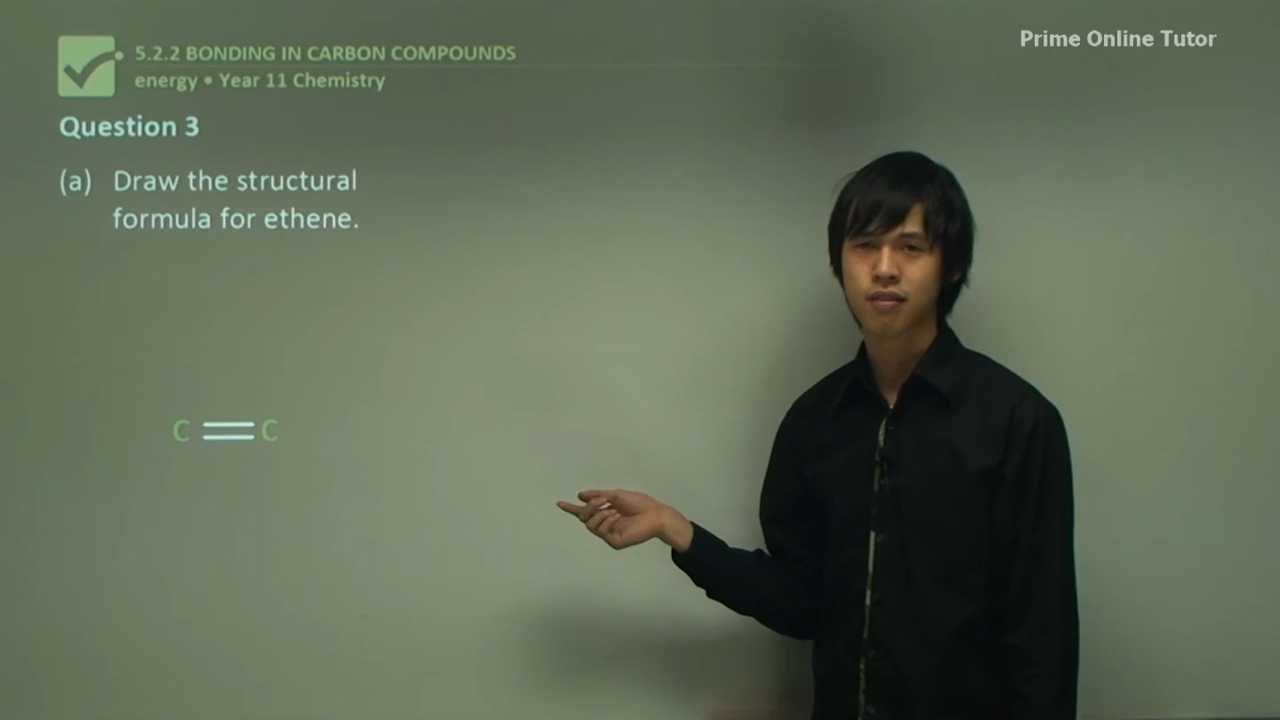 Prime Online Tutor
5.2.2 BONDING IN CARBON COMPOUNDS
energy • Year 11 Chemistry
Question 3
(a) Draw the structural
formula for ethene.
C = C